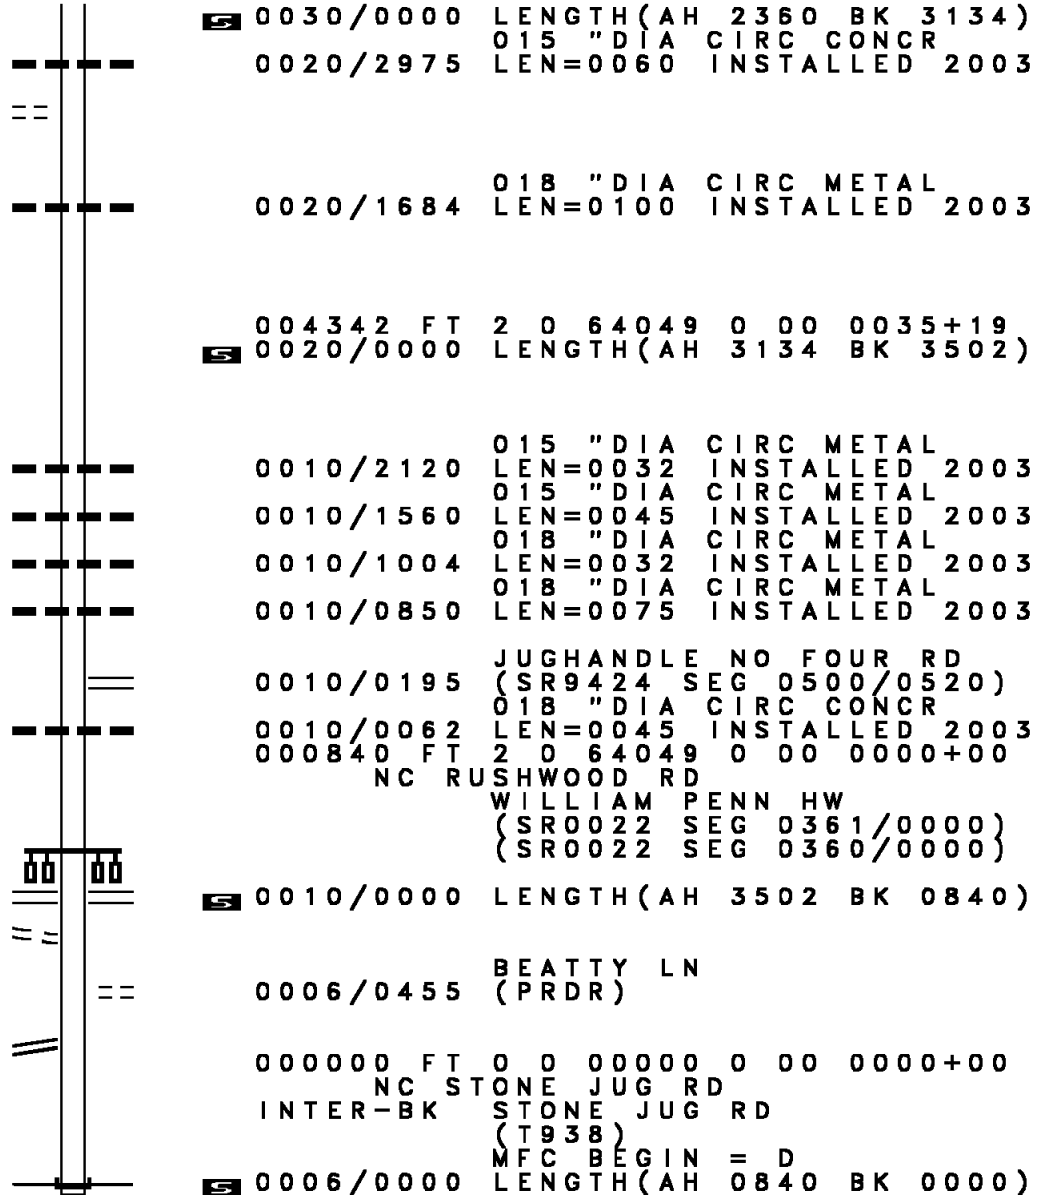 S 0030/0000 LENGTH(AH 2360 BK 3134)
015 "DIA CIRC CONCR
0020/2975 LEN=0060 INSTALLED 2003
018 "DIA CIRC METAL
0020/1684 LEN=0100 INSTALLED 2003
004342 FT 2 0 64049 0 00 0035+19
S 0020/0000 LENGTH(AH 3134 BK 3502)
015 "DIA CIRC METAL
0010/2120 LEN=0032 INSTALLED 2003
015 "DIA CIRC METAL
0010/1560 LEN=0045 INSTALLED 2003
018 "DIA CIRC METAL
0010/1004 LEN=0032 INSTALLED 2003
018 "DIA CIRC METAL
0010/0850 LEN=0075 INSTALLED 2003
JUGHANDLE NO FOUR RD
0010/0195 (SR9424 SEG 0500/0520)
018 "DIA CIRC CONCR
0010/0062 LEN=0045 INSTALLED 2003
000840 FT 2 0 64049 0 00 0000+00
NC RUSHWOOD RD
WILLIAM PENN HW
(SR0022 SEG 0361/0000)
(SR0022 SEG 0360/0000)
S 0010/0000 LENGTH(AH 3502 BK 0840)
BEATTY LN
0006/0455 (PRDR)
000000 FT 0 0 00000 0 00 0000+00
NC STONE JUG RD
INTER-BK STONE JUG RD
(T938)
MFC BEGIN = D
S 0006/0000 LENGTH(AH 0840 BK 0000)